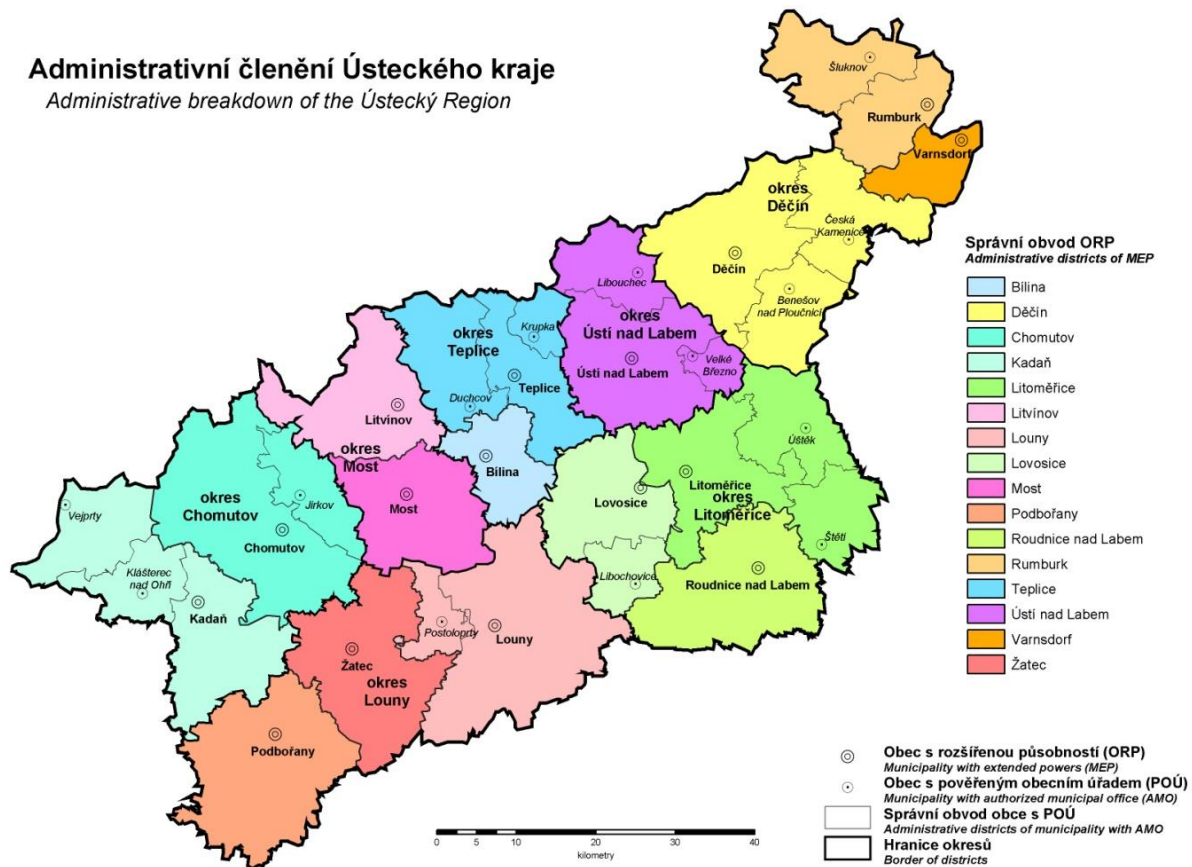 Administrativní členění Ústeckého kraje
Administrative breakdown of the Ústecký Region
Šluknov
Rumburk
Varnsdorf
okres
Děčín
Česká
Kamenice
Děčín
Benešov
nad Ploučnicí
Libouchec
okres
Ústí nad Labem
Ústí nad Labem
Velké
Březno
okres
Teplice
Krupka
Teplice
Duchcov
Litvínov
okres
Most
Bílina
Most
okres
Chomutov
Jirkov
Chomutov
Vejprty
Klášterec
nad Ohří
Kadaň
Úštěk
Litoměřice
okres
Litoměřice
Lovosice
Štětí
Libochovice
Roudnice nad Labem
Postoloprty
Louny
Žatec
okres
Louny
Podbořany
Správní obvod ORP
Administrative districts of MEP
Bílina
Děčín
Chomutov
Kadaň
Litoměřice
Litvínov
Louny
Lovosice
Most
Podbořany
Roudnice nad Labem
Rumburk
Teplice
Ústí nad Labem
Varnsdorf
Žatec
Obec s rozšířenou působností (ORP)
Municipality with extended powers (MEP)
Obec s pověřeným obecním úřadem (POÚ)
Municipality with authorized municipal office (AMO)
Správní obvod obce s POÚ
Administrative districts of municipality with AMO
Hranice okresů
Border of districts
0 5 10 20 30 40
kilometry